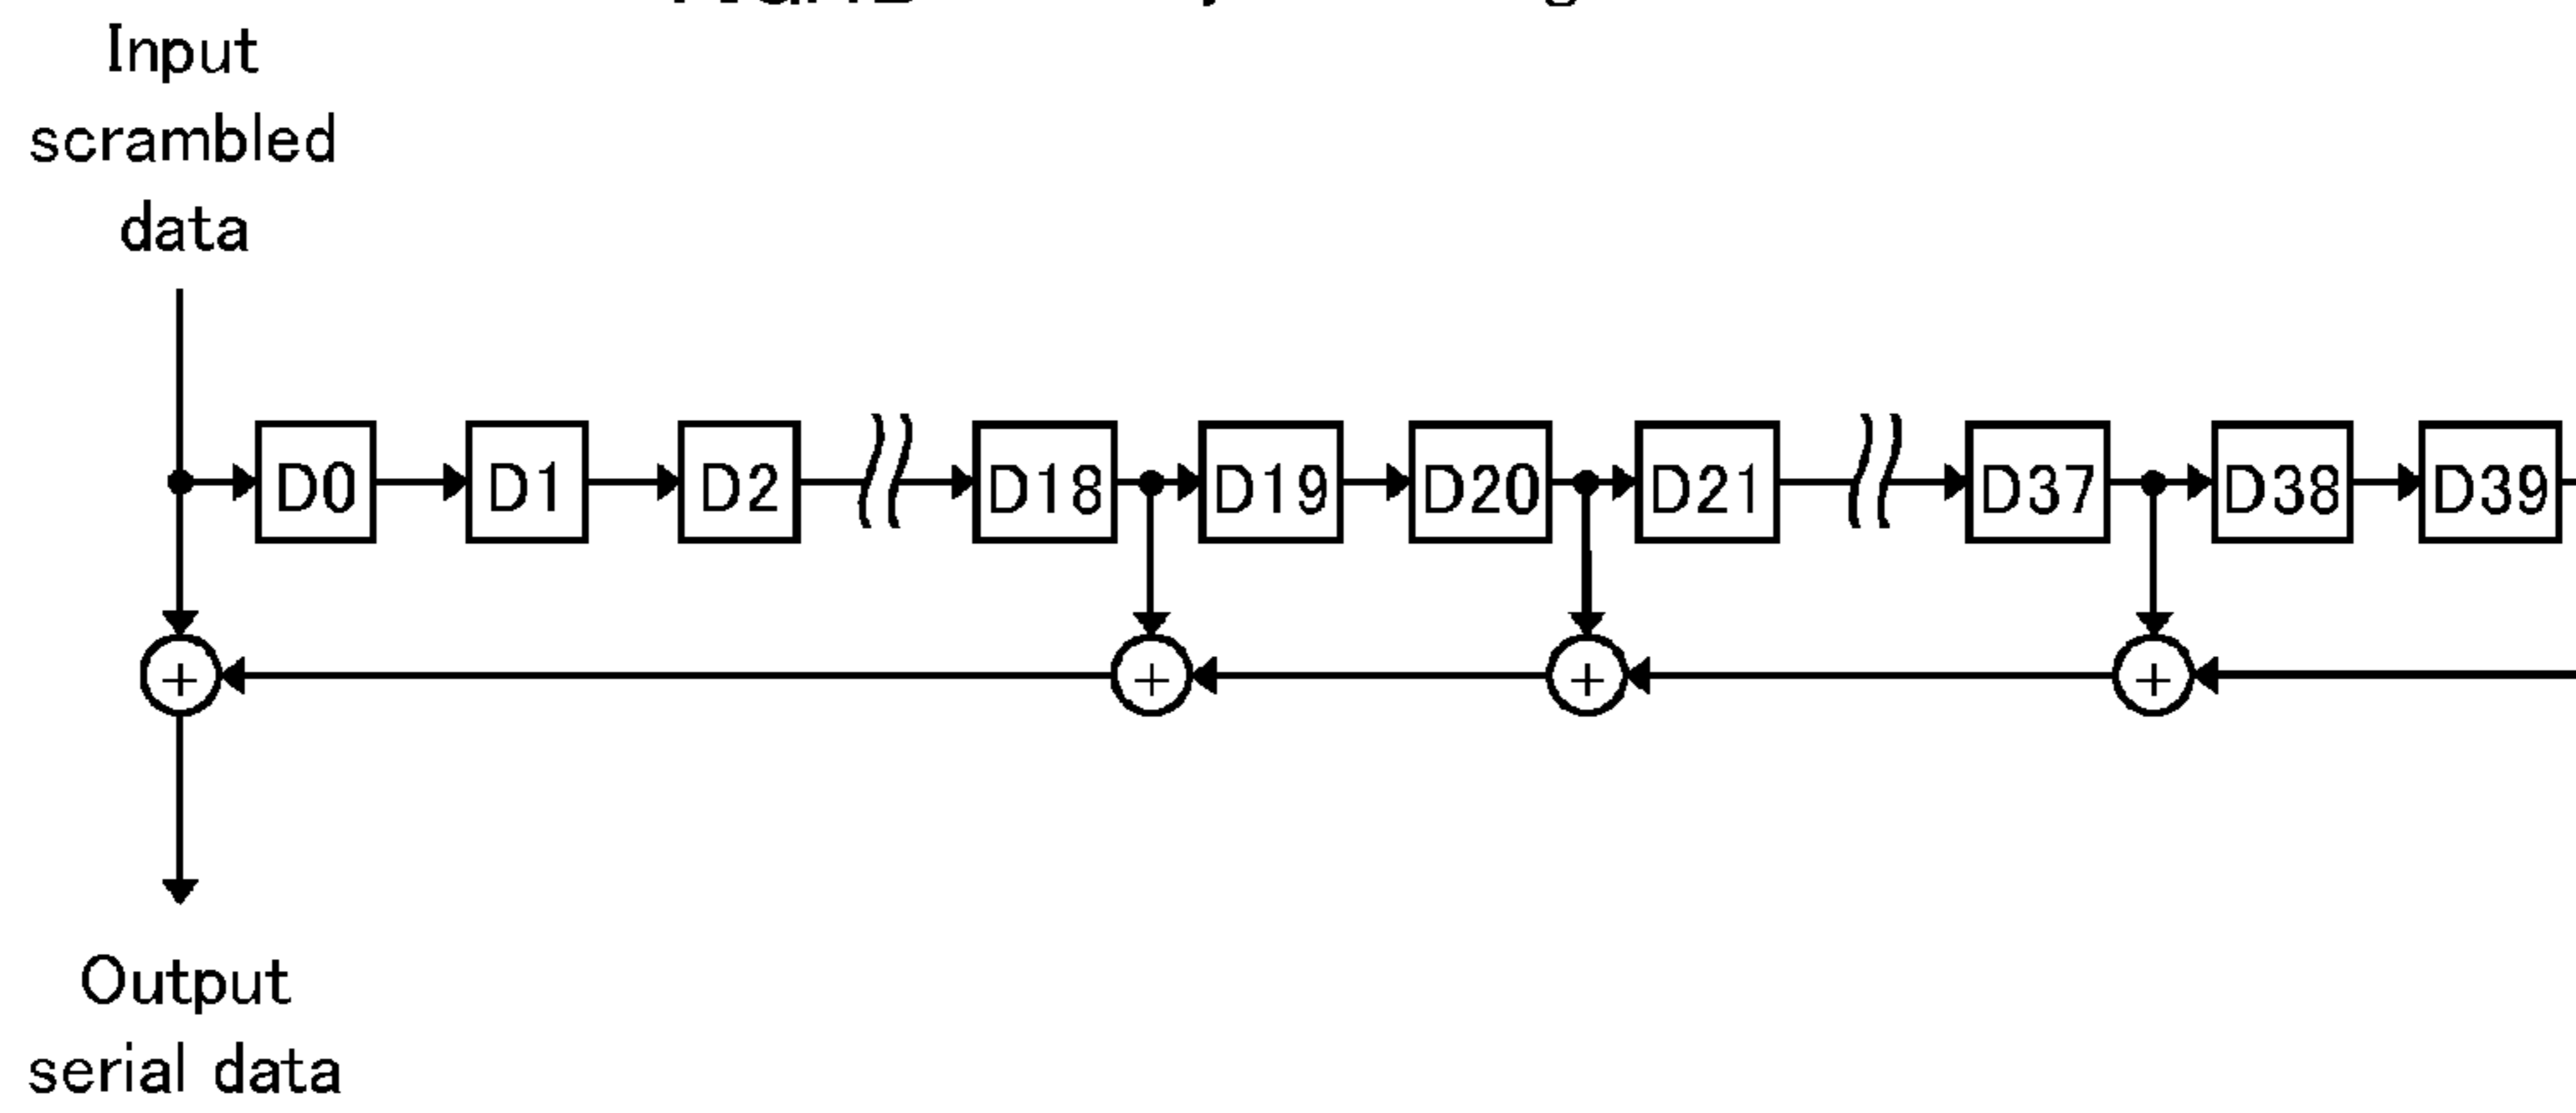 Input
scrambled
data
D0 D1 D2 D18 D19 D20 D21 D37 D38 D39
+ + + +
Output
serial data